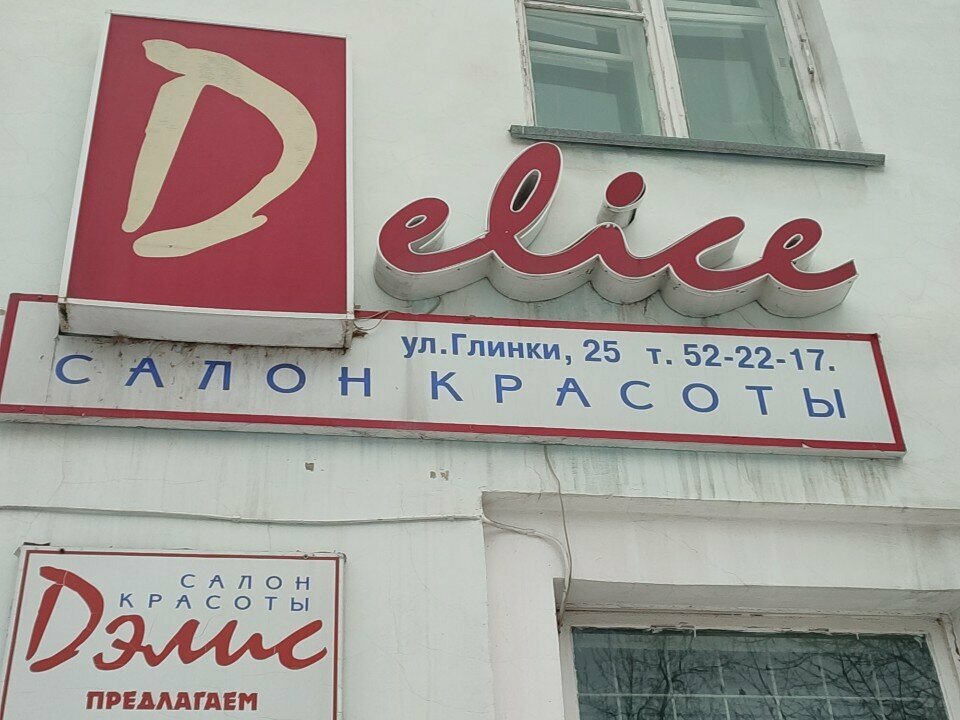 Delice
ул.Глинки, 25 т. 52-22-17.
САЛОН КРАСОТЫ
САЛОН
КРАСОТЫ
Дэлис
ПРЕДЛАГАЕМ